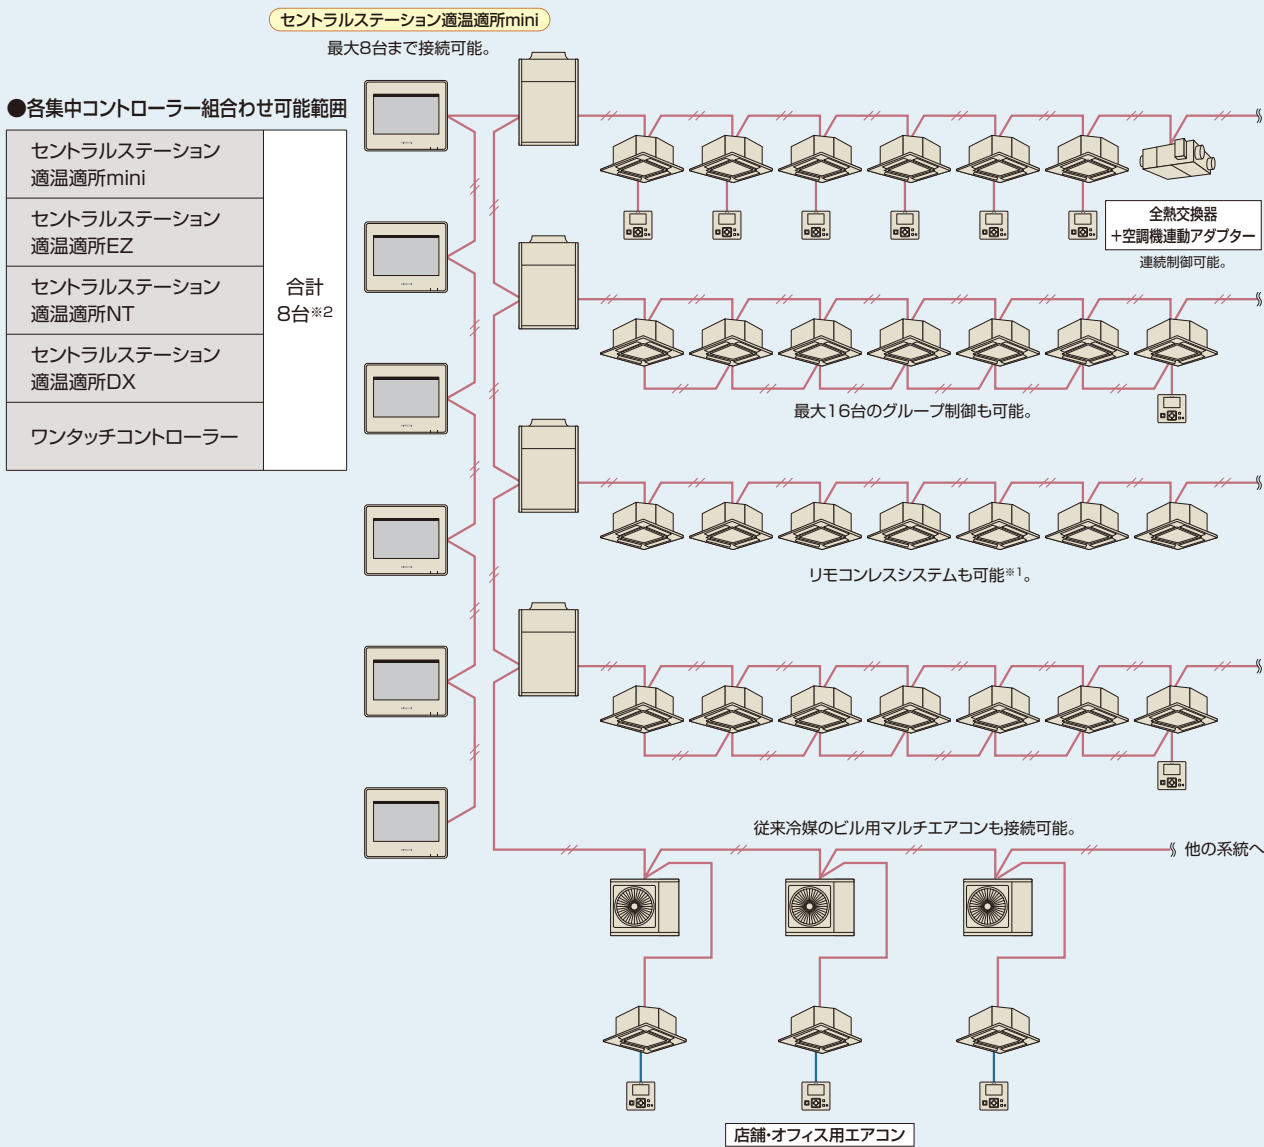 セントラルステーション適温適所mini
最大8台まで接続可能。
●各集中コントローラー組合わせ可能範囲
セントラルステーション
適温適所mini
セントラルステーション
適温適所EZ
セントラルステーション
適温適所NT
セントラルステーション
適温適所DX
ワンタッチコントローラー
合計
8台※2
全熱交換器
+空調機連動アダプター
連続制御可能。
最大16台のグループ制御も可能。
リモコンレスシステムも可能※1。
従来冷媒のビル用マルチエアコンも接続可能。
他の系統へ
店舗・オフィス用エアコン